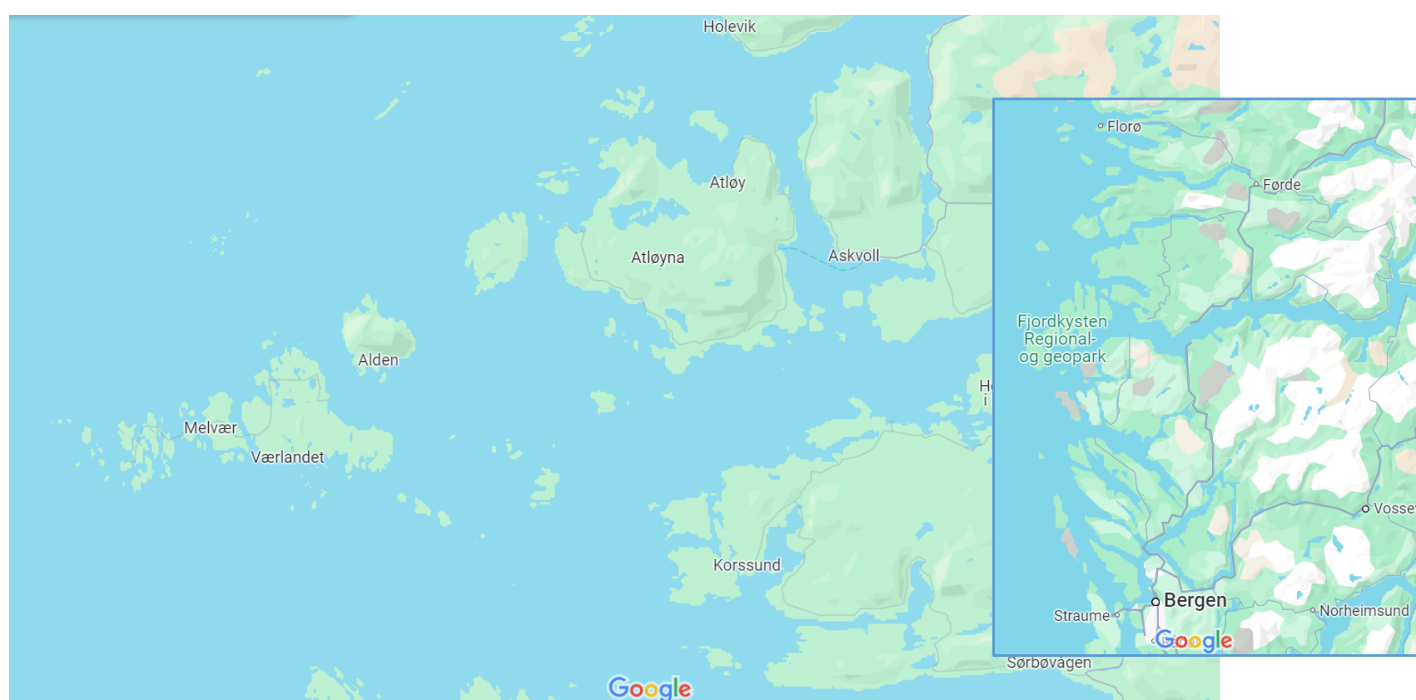 Holevik
Atløy
Atløyna
Askvoll
Alden
Melvær
Værlandet
Korssund
Sørbøvågen
Google
Florø
Førde
Fjordkysten
Regional-
og geopark
Bergen
Straume
Norheimsund
Google